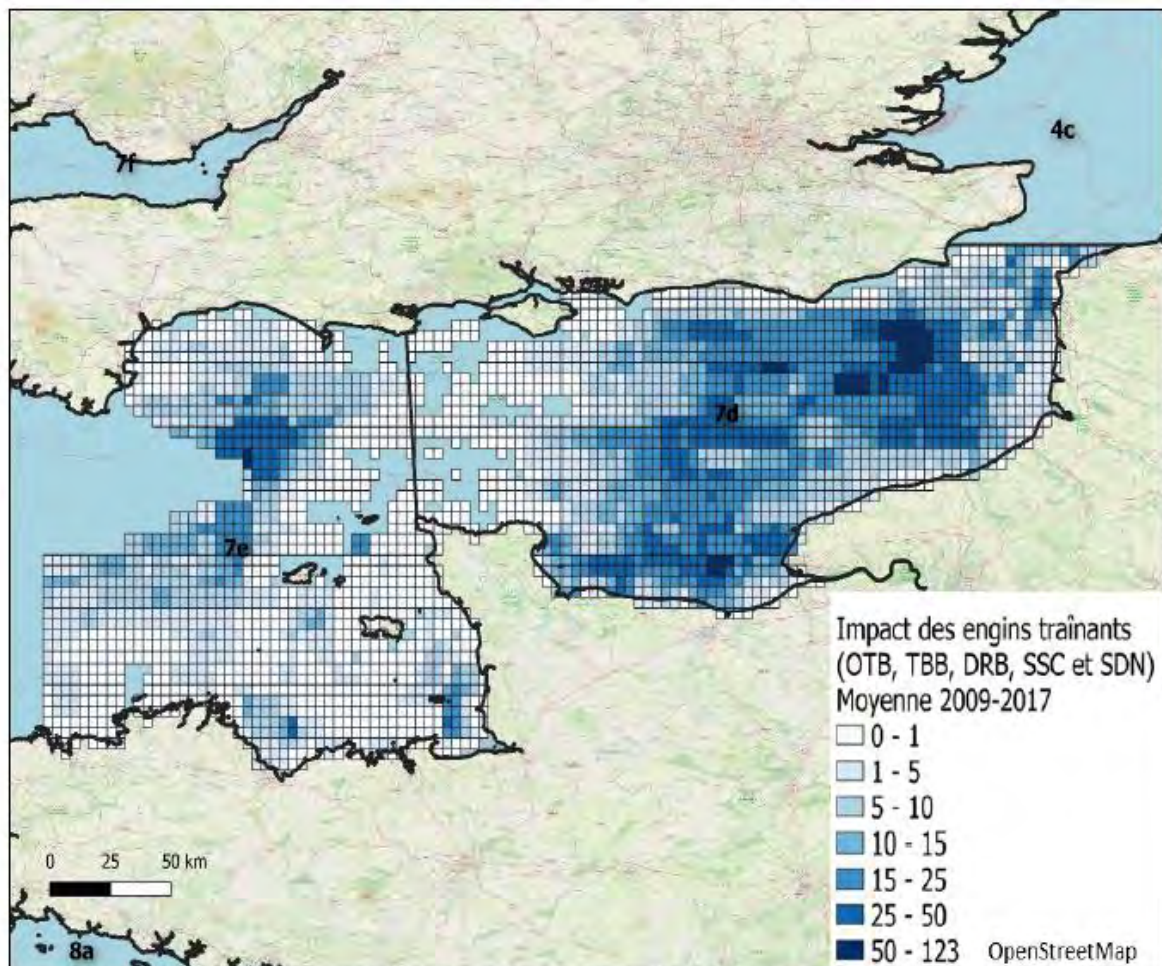 4c
7f
7d
7e
Impact des engins traînants
(OTB, TBB, DRB, SSC et SDN)
Moyenne 2009-2017
0 - 1
1 - 5
5 - 10
10 - 15
15 - 25
25 - 50
50 - 123 OpenStreetMap
0 25 50 km
8a